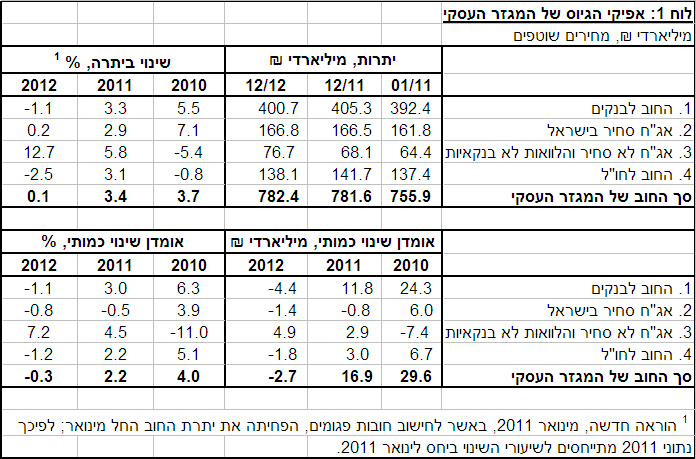 לוח 1: אפיקי הגיוס של המגזר העסקי
מיליארדי ₪, מחירים שוטפים
יתרות, מיליארדי ₪ שינוי ביתרה, % 1
01/11 12/11 12/12 2010 2011 2012
1. החוב לבנקים 392.4 405.3 400.7 5.5 3.3 -1.1
2. אג"ח סחיר בישראל 161.8 166.5 166.8 7.1 2.9 0.2
3. אג"ח לא סחיר והלוואות לא בנקאיות 64.4 68.1 76.7 -5.4 5.8 12.7
4. החוב לחו"ל 137.4 141.7 138.1 -0.8 3.1 -2.5
סך החוב של המגזר העסקי 755.9 781.6 782.4 3.7 3.4 0.1
אומדן שינוי כמותי, מיליארדי ₪ אומדן שינוי כמותי, %
2010 2011 2012 2010 2011 2012
1. החוב לבנקים 24.3 11.8 -4.4 6.3 3.0 -1.1
2. אג"ח סחיר בישראל 6.0 -0.8 -1.4 3.9 -0.5 -0.8
3. אג"ח לא סחיר והלוואות לא בנקאיות -7.4 2.9 4.9 -11.0 4.5 7.2
4. החוב לחו"ל 6.7 3.0 -1.8 5.1 2.2 -1.2
סך החוב של המגזר העסקי 29.6 16.9 -2.7 4.0 2.2 -0.3
1 הוראה חדשה, מינואר 2011, באשר לחישוב חובות פגומים, הפחיתה את יתרת החוב החל מינואר; לפיכך
נתוני 2011 מתייחסים לשיעורי השינוי ביחס לינואר 2011.